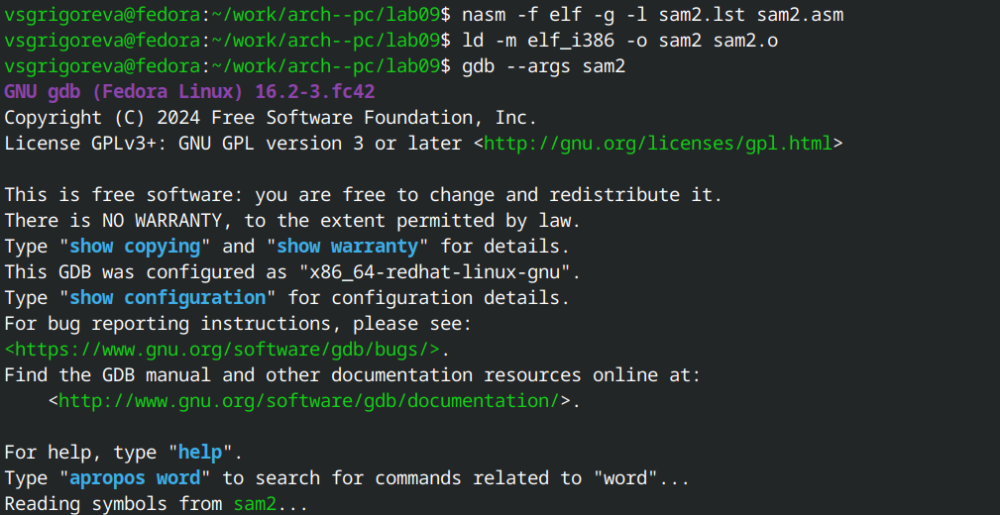 vsgrigoreva@fedora:~/work/arch--pc/lab09$ nasm -f elf -g -l sam2.lst sam2.asm
vsgrigoreva@fedora:~/work/arch--pc/lab09$ ld -m elf_i386 -o sam2 sam2.o
vsgrigoreva@fedora:~/work/arch--pc/lab09$ gdb --args sam2
GNU gdb (Fedora Linux) 16.2-3.fc42
Copyright (C) 2024 Free Software Foundation, Inc.
License GPLv3+: GNU GPL version 3 or later <http://gnu.org/licenses/gpl.html>

This is free software: you are free to change and redistribute it.
There is NO WARRANTY, to the extent permitted by law.
Type "show copying" and "show warranty" for details.
This GDB was configured as "x86_64-redhat-linux-gnu".
Type "show configuration" for configuration details.
For bug reporting instructions, please see:
<https://www.gnu.org/software/gdb/bugs/>.
Find the GDB manual and other documentation resources online at:
    <http://www.gnu.org/software/gdb/documentation/>.

For help, type "help".
Type "apropos word" to search for commands related to "word"...
Reading symbols from sam2...